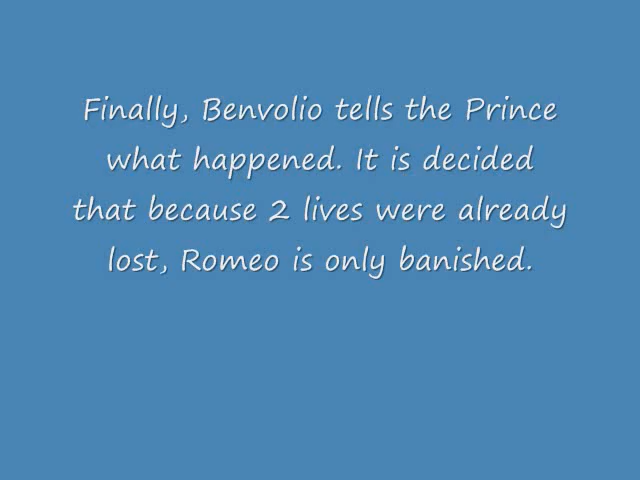 Finally, Benvolio tells the Prince
what happened. It is decided
that because 2 lives were already
lost, Romeo is only banished.